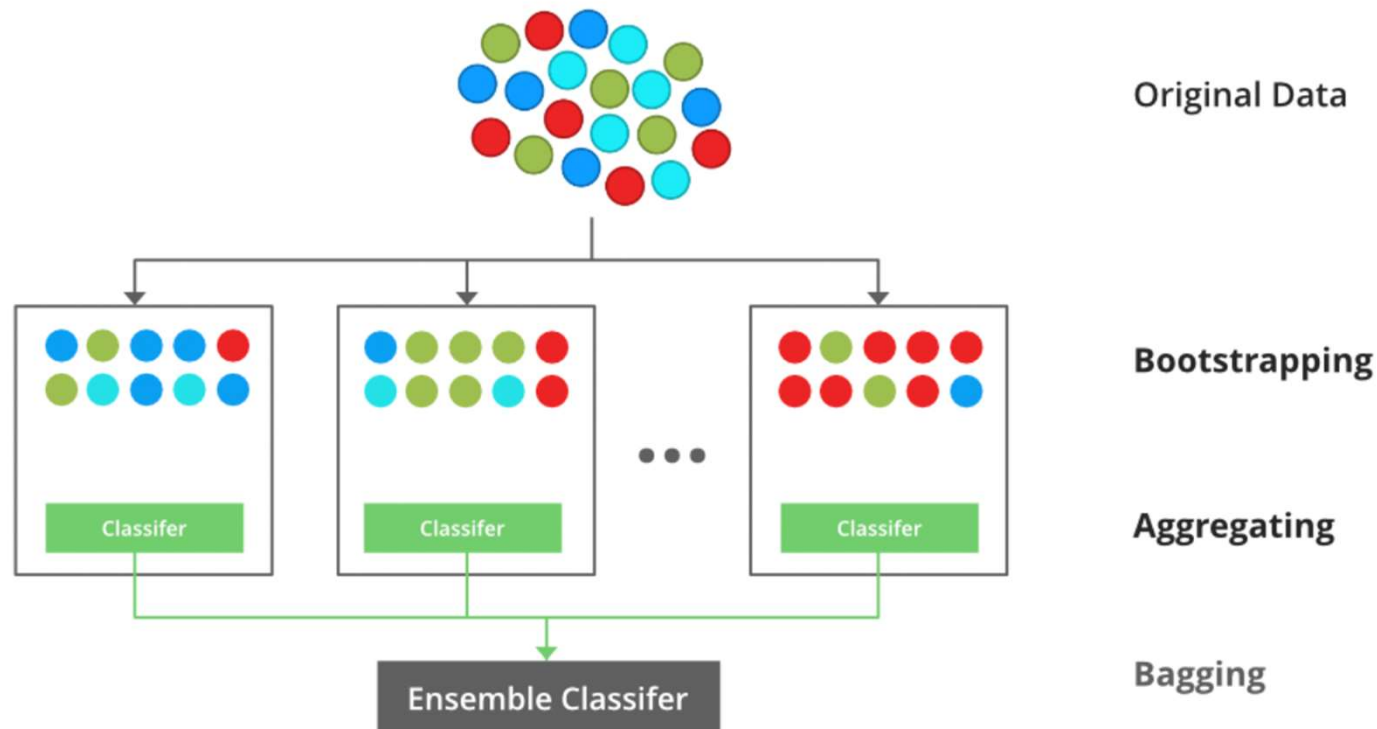 Original Data
Bootstrapping
Classifer
Classifer
Classifer
Aggregating
Ensemble Classifer
Bagging